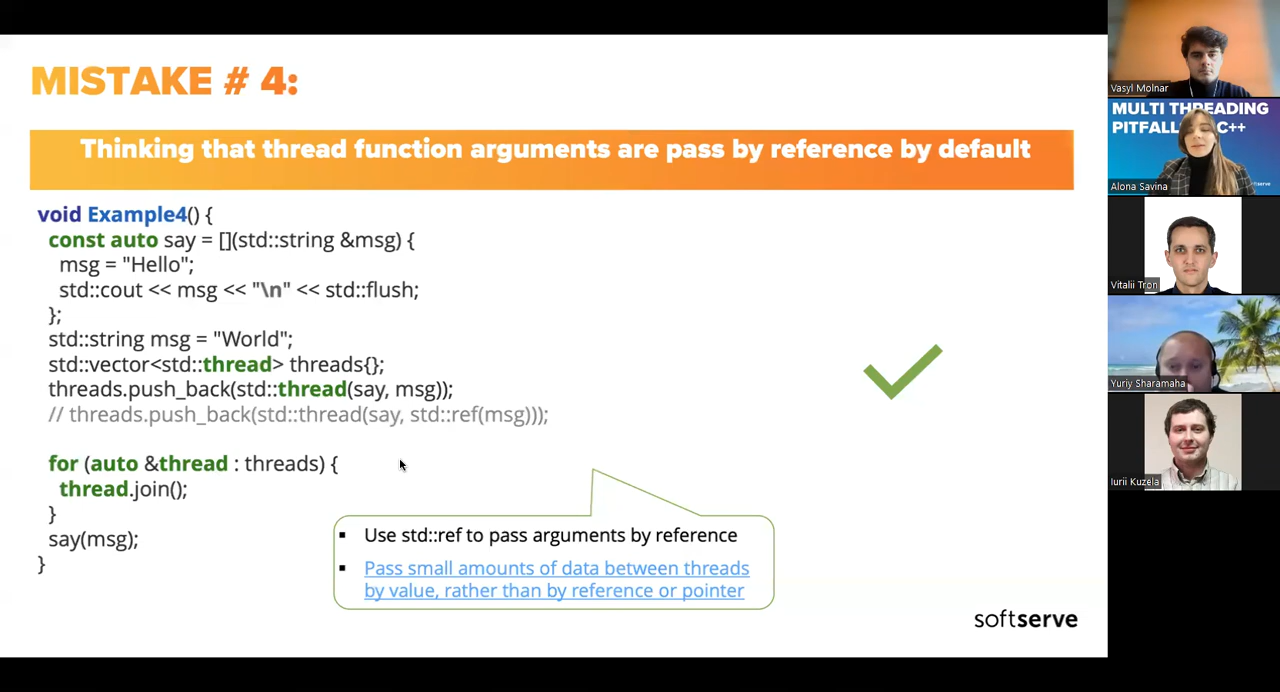 MISTAKE # 4:
Thinking that thread function arguments are pass by reference by default
void Example4() {
const auto say = [](std::string &msg) {
msg = "Hello";
std::cout << msg << "\n" << std::flush;
};
std::string msg = "World";
std::vector<std::thread> threads{};
threads.push_back(std::thread(say, msg));
// threads.push_back(std::thread(say, std::ref(msg)));
for (auto &thread : threads) {
thread.join();
}
say(msg);
}
▪ Use std::ref to pass arguments by reference
▪ Pass small amounts of data between threads
by value, rather than by reference or pointer
softserve
Vasyl Molnar
MULTI THREADING
C++
Alona Savina
Vitalii Tron
Yuriy Sharamaha
Iurii Kuzela